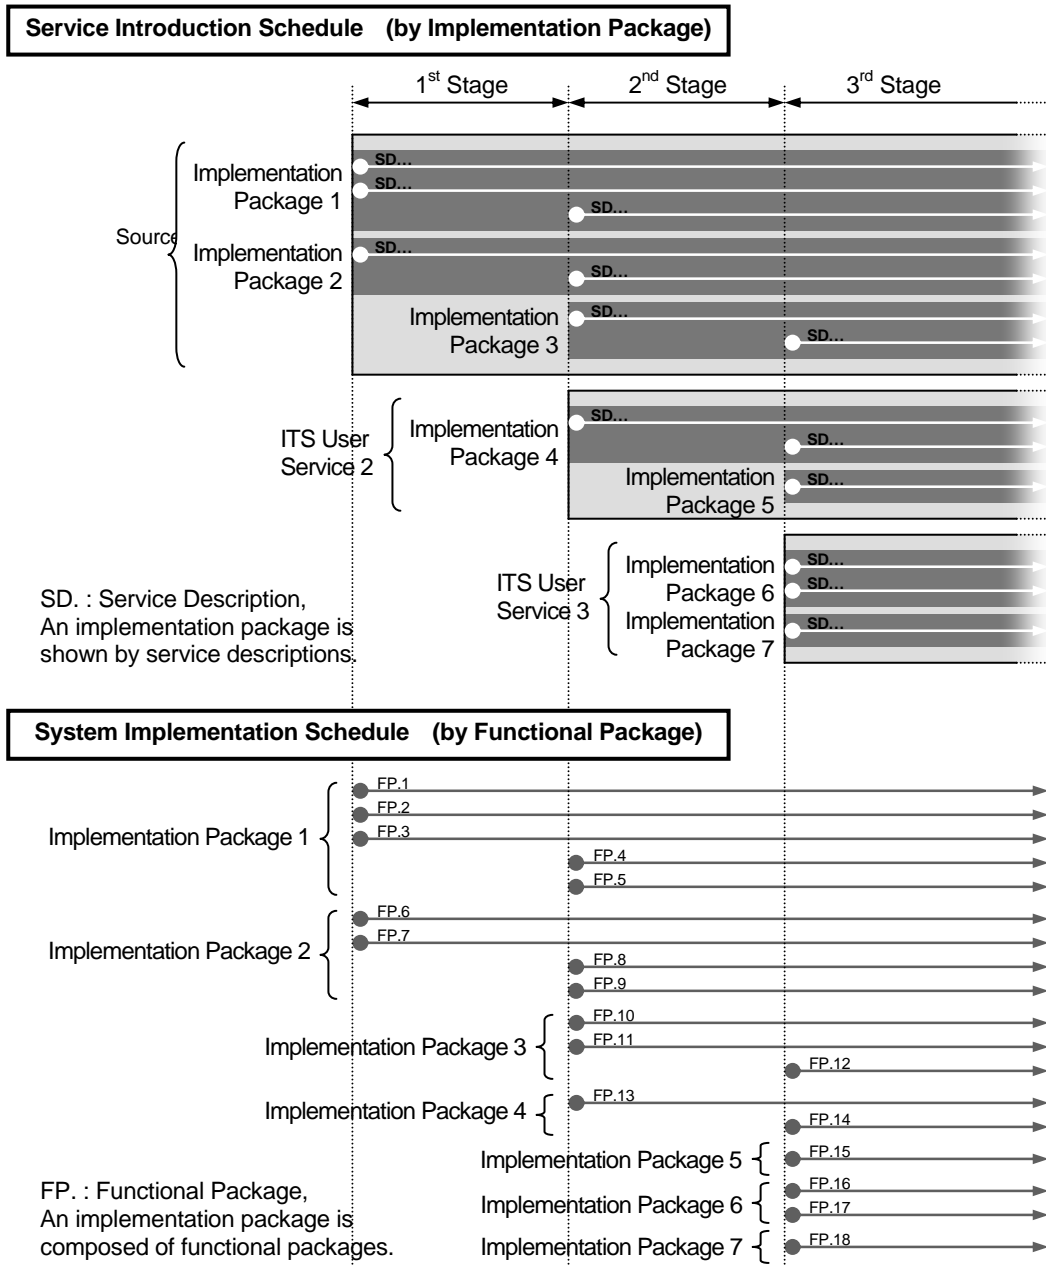 Service Introduction Schedule (by Implementation Package)
1st Stage
2nd Stage
3rd Stage
Source
Implementation
Package 1
SD…
SD…
SD…
Implementation
Package 2
SD…
SD…
Implementation
Package 3
SD…
SD…
ITS User
Service 2
Implementation
Package 4
SD…
SD…
Implementation
Package 5
SD…
ITS User
Service 3
Implementation
Package 6
SD…
SD…
Implementation
Package 7
SD…
SD. : Service Description,
An implementation package is
shown by service descriptions.
System Implementation Schedule (by Functional Package)
Implementation Package 1
FP.1
FP.2
FP.3
FP.4
FP.5
Implementation Package 2
FP.6
FP.7
FP.8
FP.9
Implementation Package 3
FP.10
FP.11
FP.12
Implementation Package 4
FP.13
FP.14
Implementation Package 5
FP.15
Implementation Package 6
FP.16
FP.17
Implementation Package 7
FP.18
FP. : Functional Package,
An implementation package is
composed of functional packages.